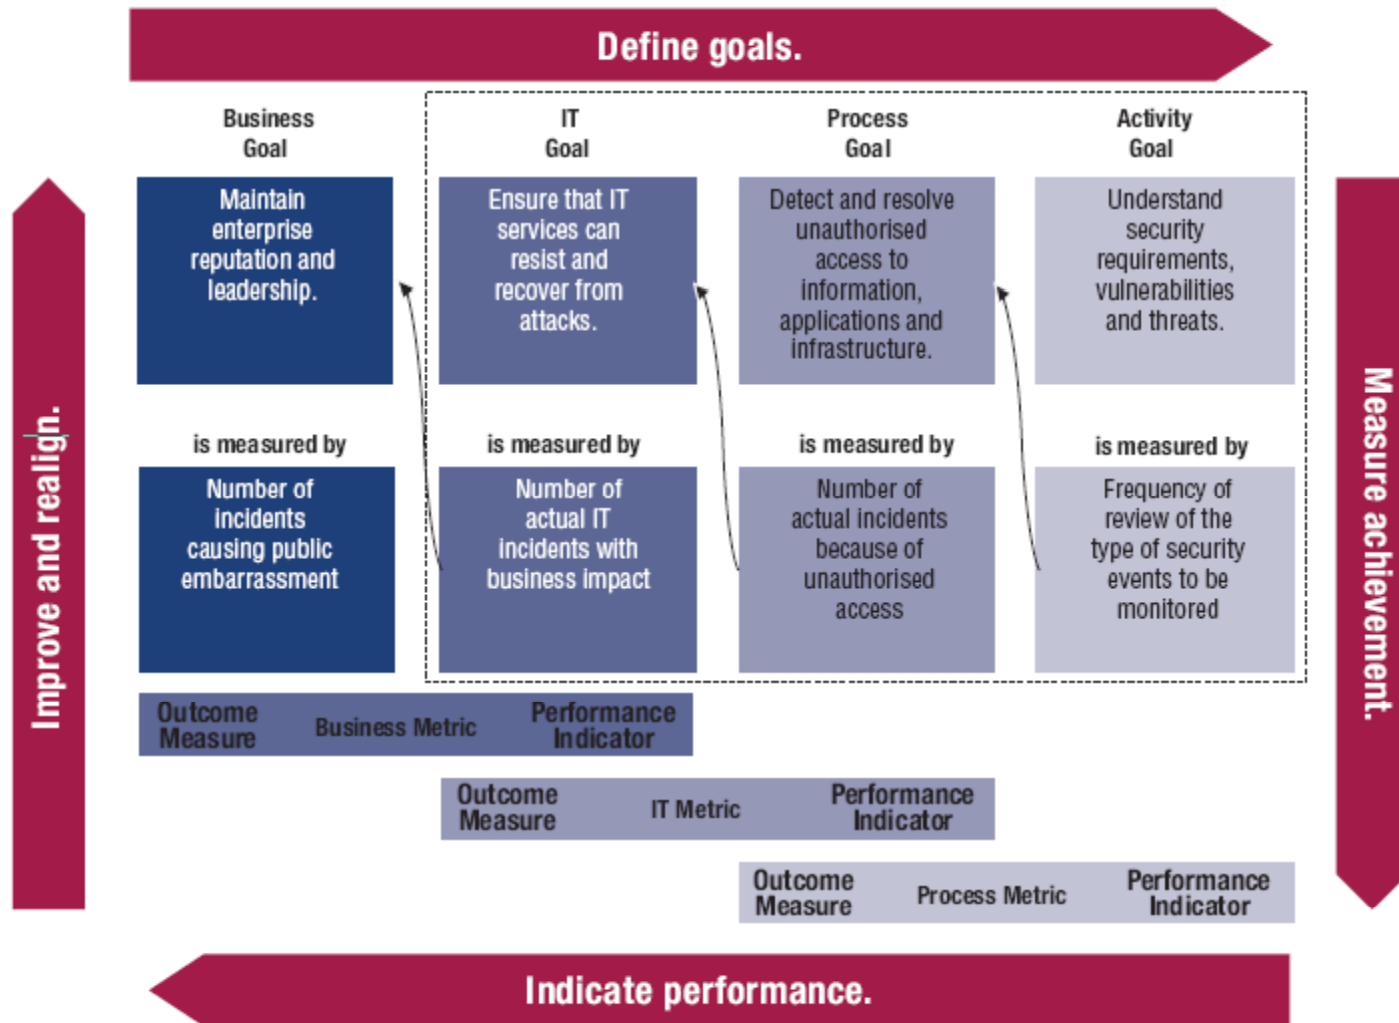 Define goals.
Business
Goal
IT
Goal
Process
Goal
Activity
Goal
Maintain
enterprise
reputation and
leadership.
Ensure that IT
services can
resist and
recover from
attacks.
Detect and resolve
unauthorised
access to
information,
applications and
infrastructure.
Understand
security
requirements,
vulnerabilities
and threats.
is measured by
is measured by
is measured by
is measured by
Number of
incidents
causing public
embarrassment
Number of
actual IT
incidents with
business impact
Number of
actual incidents
because of
unauthorised
access
Frequency of
review of the
type of security
events to be
monitored
Improve and realign.
Measure achievement.
Outcome
Measure
Business Metric
Performance
Indicator
Outcome
Measure
IT Metric
Performance
Indicator
Outcome
Measure
Process Metric
Performance
Indicator
Indicate performance.